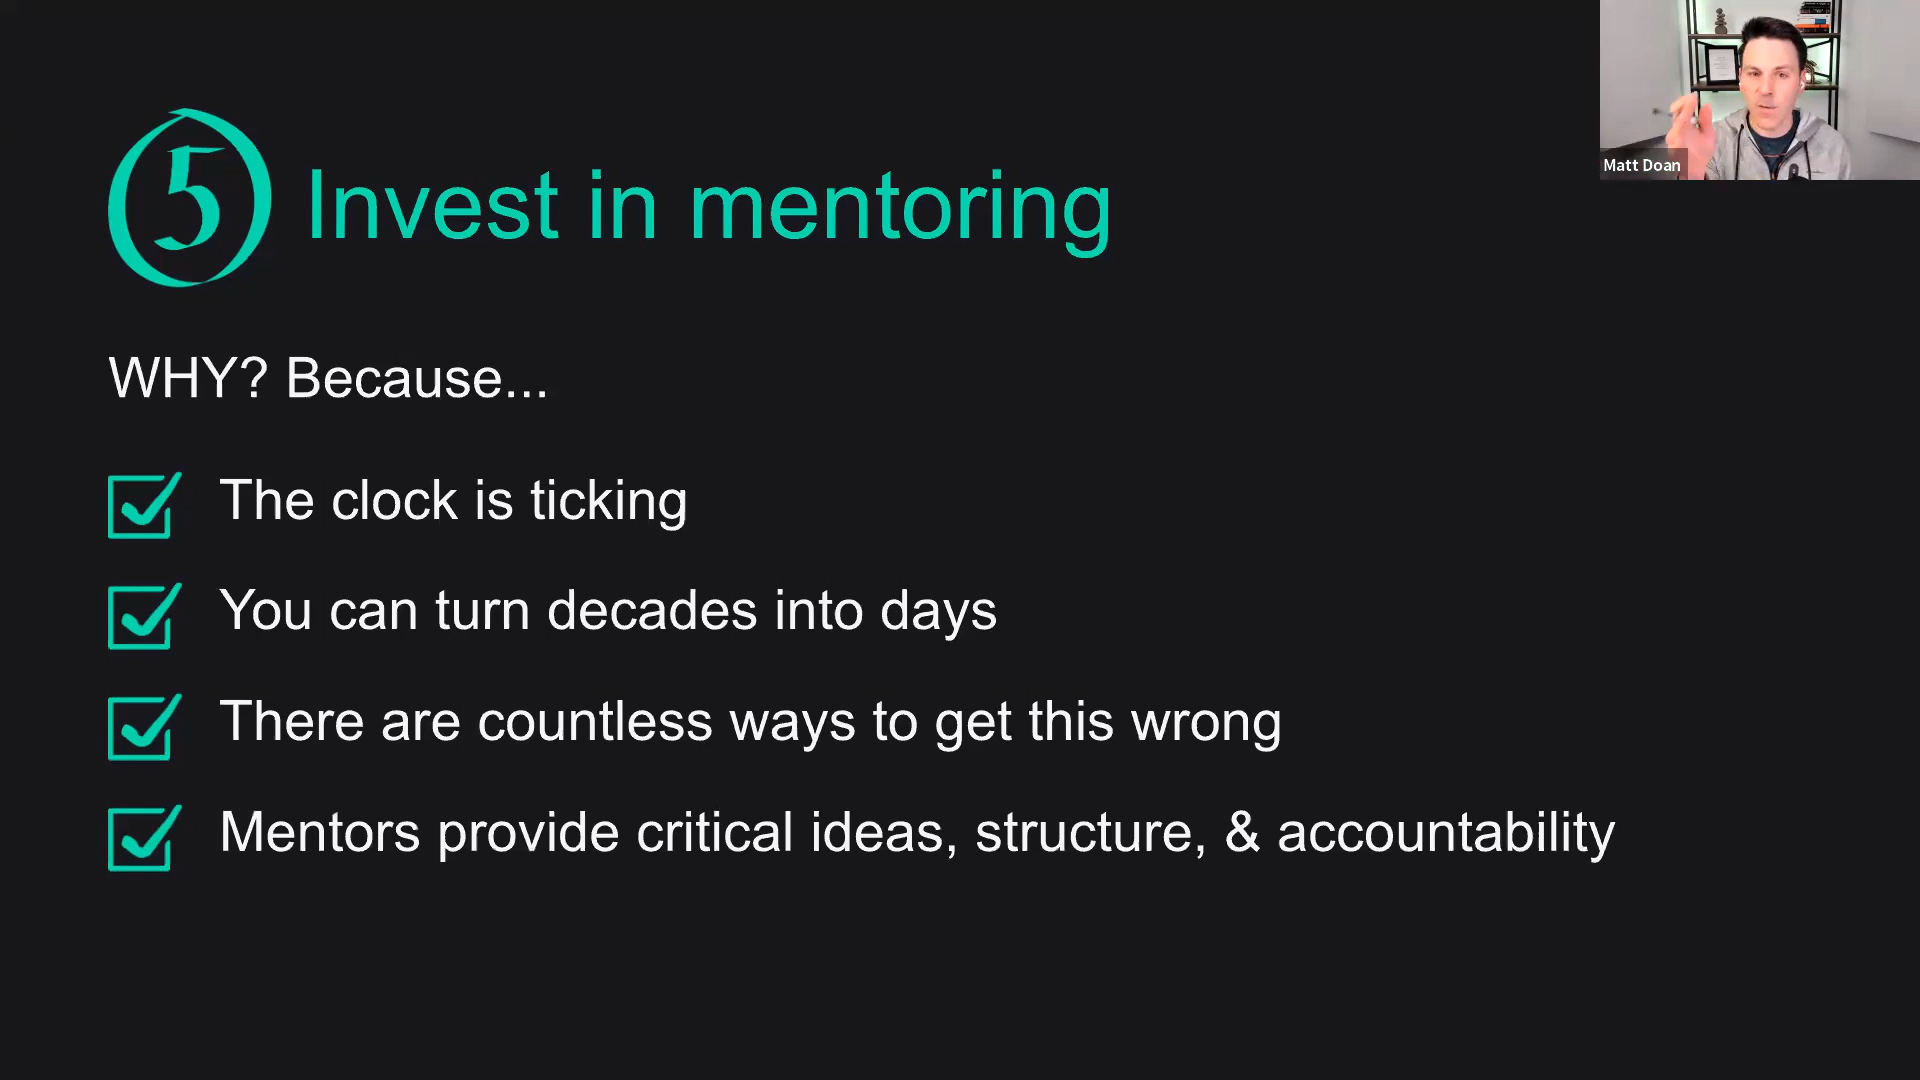 5 Invest in mentoring
Matt Doan
WHY? Because...
The clock is ticking
You can turn decades into days
There are countless ways to get this wrong
Mentors provide critical ideas, structure, & accountability